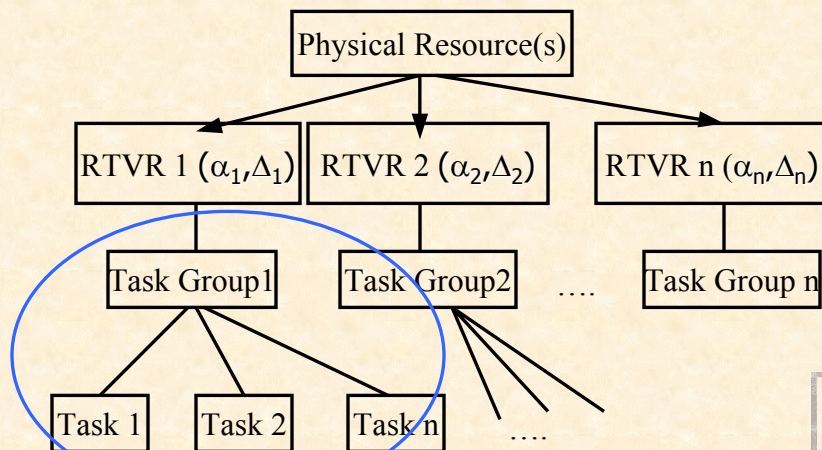 Physical Resource(s)
RTVR 1 (α₁,Δ₁)
RTVR 2 (α₂,Δ₂)
RTVR n (αₙ,Δₙ)
Task Group1
Task Group2
....
Task Group n
Task 1
Task 2
Task n
....